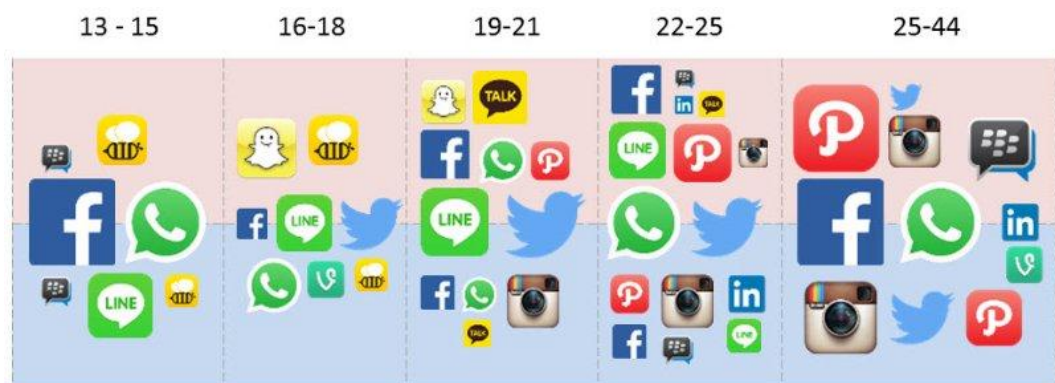 13 - 15 16-18 19-21 22-25 25-44
TALK
in TALK
LINE
LINE LINE in
LINE in
TALK LINE